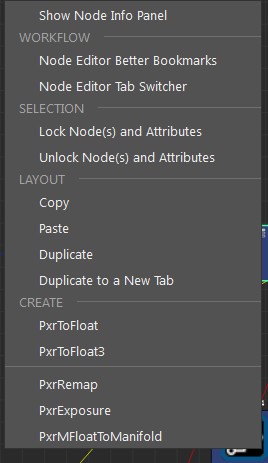 Show Node Info Panel
WORKFLOW
Node Editor Better Bookmarks
Node Editor Tab Switcher
SELECTION
Lock Node(s) and Attributes
Unlock Node(s) and Attributes
LAYOUT
Copy
Paste
Duplicate
Duplicate to a New Tab
CREATE
PxrToFloat
PxrToFloat3
PxrRemap
PxrExposure
PxrMFloatToManifold